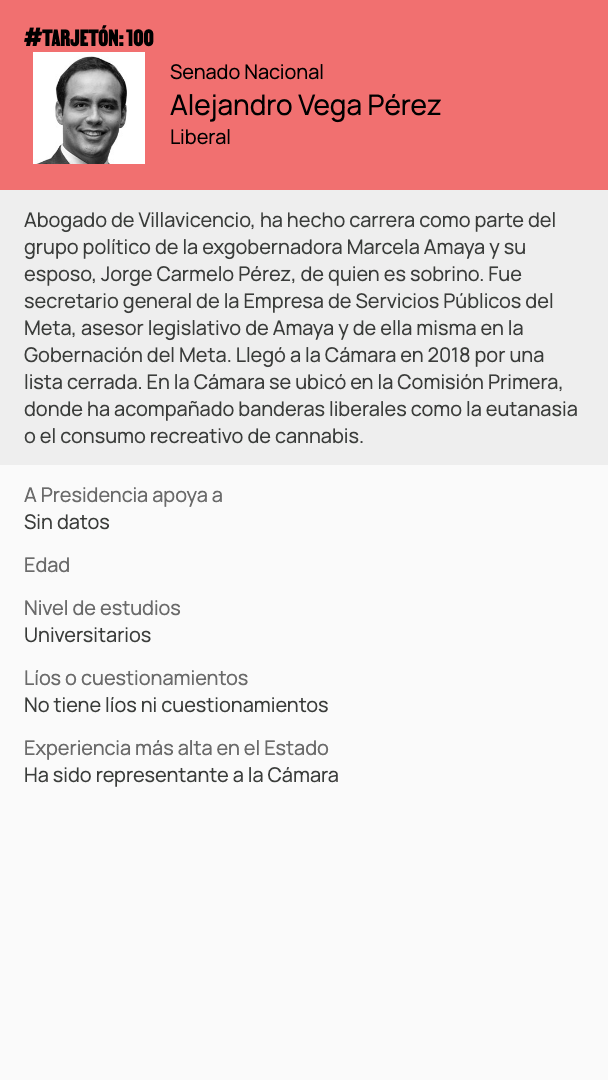 #TARJETÓN: 100
Senado Nacional
Alejandro Vega Pérez
Liberal
Abogado de Villavicencio, ha hecho carrera como parte del
grupo político de la exgobernadora Marcela Amaya y su
esposo, Jorge Carmelo Pérez, de quien es sobrino. Fue
secretario general de la Empresa de Servicios Públicos del
Meta, asesor legislativo de Amaya y de ella misma en la
Gobernación del Meta. Llegó a la Cámara en 2018 por una
lista cerrada. En la Cámara se ubicó en la Comisión Primera,
donde ha acompañado banderas liberales como la eutanasia
o el consumo recreativo de cannabis.
A Presidencia apoya a
Sin datos
Edad
Nivel de estudios
Universitarios
Líos o cuestionamientos
No tiene líos ni cuestionamientos
Experiencia más alta en el Estado
Ha sido representante a la Cámara